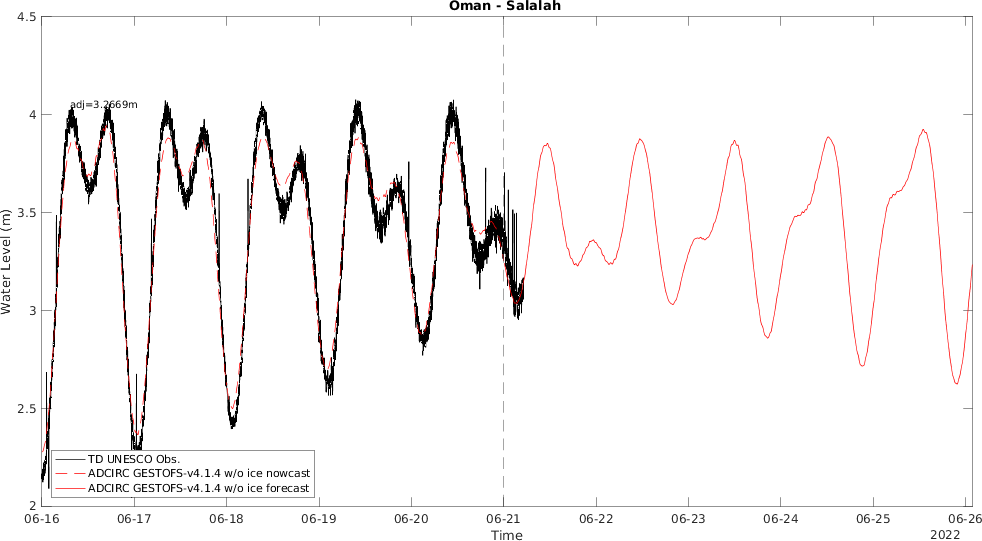 Oman - Salalah
4.5
4
3.5
3
2.5
2
Water Level (m)
adj=3.2669m
TD UNESCO Obs.
ADCIRC GESTOFS-v4.1.4 w/o ice nowcast
ADCIRC GESTOFS-v4.1.4 w/o ice forecast
06-16 06-17 06-18 06-19 06-20 06-21 06-22 06-23 06-24 06-25 06-26
Time
2022